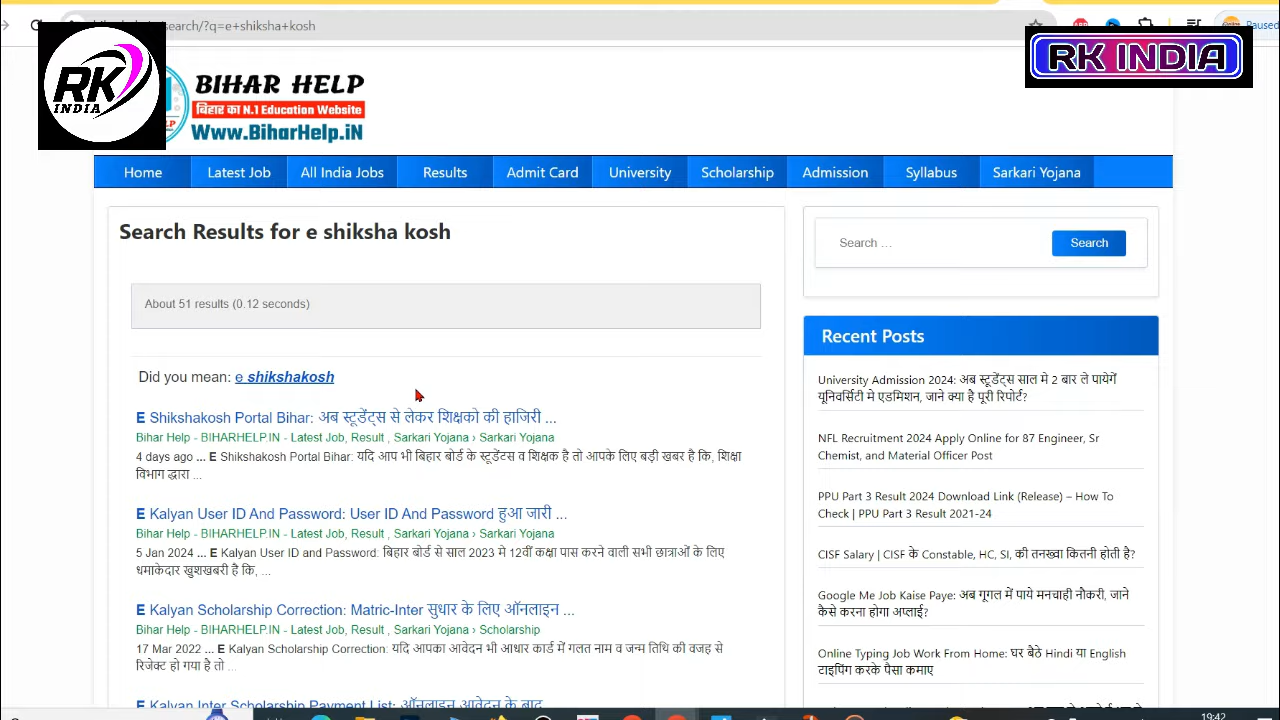 search/?q=e+shiksha+kosh
Paused
RK
INDIA
RK INDIA
BIHAR HELP
बिहार का N.1 Education Website
Www.BiharHelp.iN
Home
Latest Job
All India Jobs
Results
Admit Card
University
Scholarship
Admission
Syllabus
Sarkari Yojana
Search Results for e shiksha kosh
About 51 results (0.12 seconds)
Did you mean: e shikshakosh
E Shikshakosh Portal Bihar: अब स्टूडेंट्स से लेकर शिक्षको की हाजिरी ...
Bihar Help - BIHARHELP.IN - Latest Job, Result , Sarkari Yojana › Sarkari Yojana
4 days ago ... E Shikshakosh Portal Bihar: यदि आप भी बिहार बोर्ड के स्टूडेंटस व शिक्षक है तो आपके लिए बड़ी खबर है कि, शिक्षा
विभाग द्धारा ...
E Kalyan User ID And Password: User ID And Password हुआ जारी ...
Bihar Help - BIHARHELP.IN - Latest Job, Result , Sarkari Yojana › Sarkari Yojana
5 Jan 2024 ... E Kalyan User ID and Password: बिहार बोर्ड से साल 2023 मे 12वीं कक्षा पास करने वाली सभी छात्राओं के लिए
धमाकेदार खुशखबरी है कि, ...
E Kalyan Scholarship Correction: Matric-Inter सुधार के लिए ऑनलाइन ...
Bihar Help - BIHARHELP.IN - Latest Job, Result , Sarkari Yojana › Scholarship
17 Mar 2022 ... E Kalyan Scholarship Correction: यदि आपका आवेदन भी आधार कार्ड में गलत नाम व जन्म तिथि की वजह से
रिजेक्ट हो गया है तो ...
E Kalyan Inter Scholarship Payment List: ऑनलाइन आवेदन के बाद
Search …
Search
Recent Posts
University Admission 2024: अब स्टूडेंट्स साल मे 2 बार ले पायेगें
यूनिवर्सिटी मे एडमिशन, जाने क्या है पूरी रिपोर्ट?
NFL Recruitment 2024 Apply Online for 87 Engineer, Sr
Chemist, and Material Officer Post
PPU Part 3 Result 2024 Download Link (Release) – How To
Check | PPU Part 3 Result 2021-24
CISF Salary | CISF के Constable, HC, SI, की तनख्वा कितनी होती है?
Google Me Job Kaise Paye: अब गूगल में पाये मनचाही नौकरी, जाने
कैसे करना होगा अप्लाई?
Online Typing Job Work From Home: घर बैठे Hindi या English
टाइपिंग करके पैसा कमाए
19:42